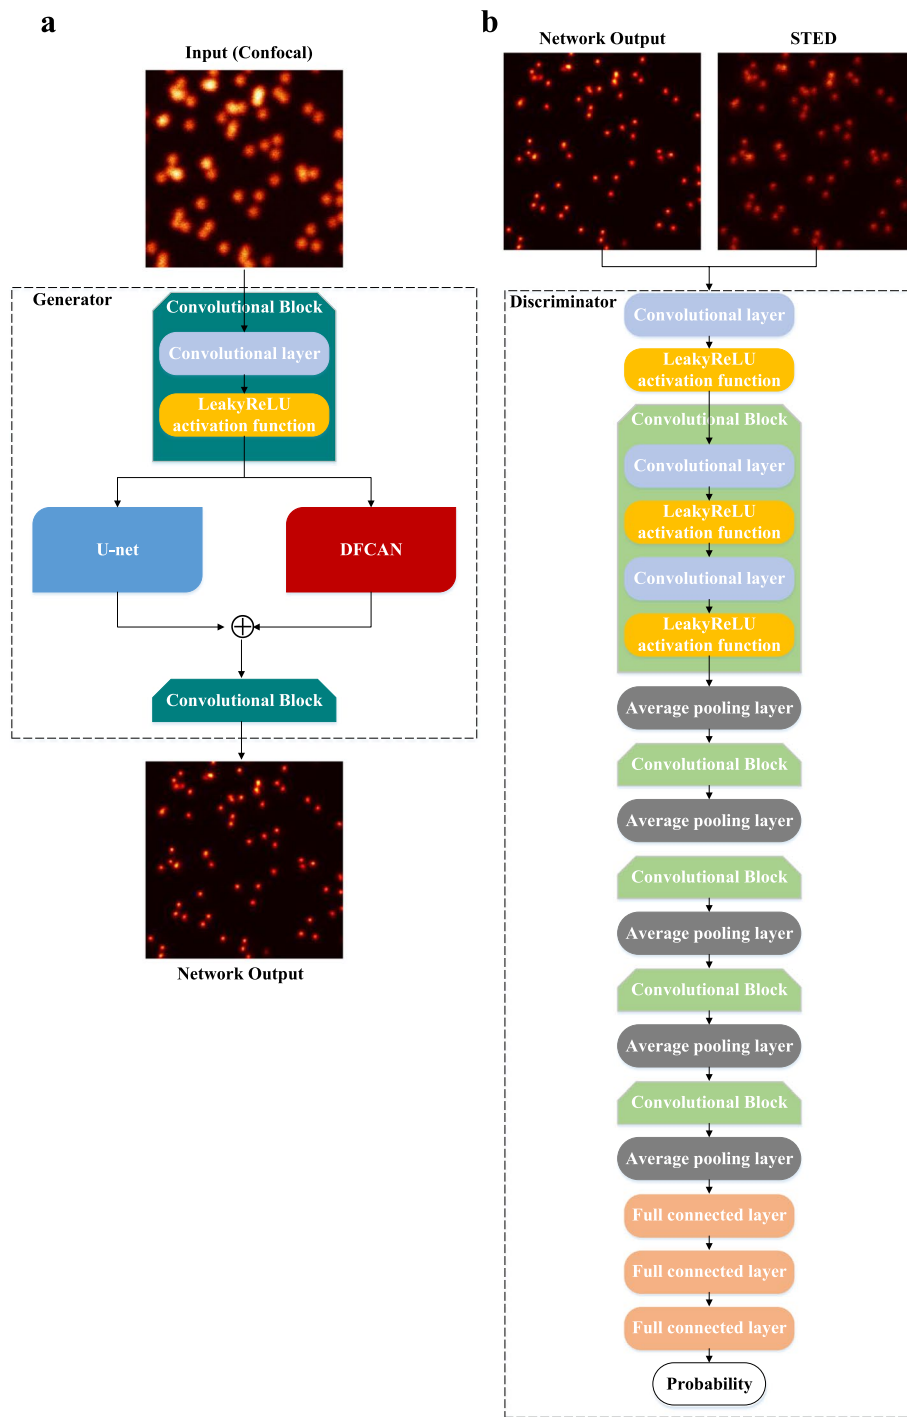 a
Input (Confocal)
Generator
Convolutional Block
Convolutional layer
LeakyReLU
activation function
U-net
DFCAN
Convolutional Block
Network Output
b
Network Output
STED
Discriminator
Convolutional layer
LeakyReLU
activation function
Convolutional Block
Convolutional layer
LeakyReLU
activation function
Convolutional layer
LeakyReLU
activation function
Average pooling layer
Convolutional Block
Average pooling layer
Convolutional Block
Average pooling layer
Convolutional Block
Average pooling layer
Convolutional Block
Average pooling layer
Full connected layer
Full connected layer
Full connected layer
Probability